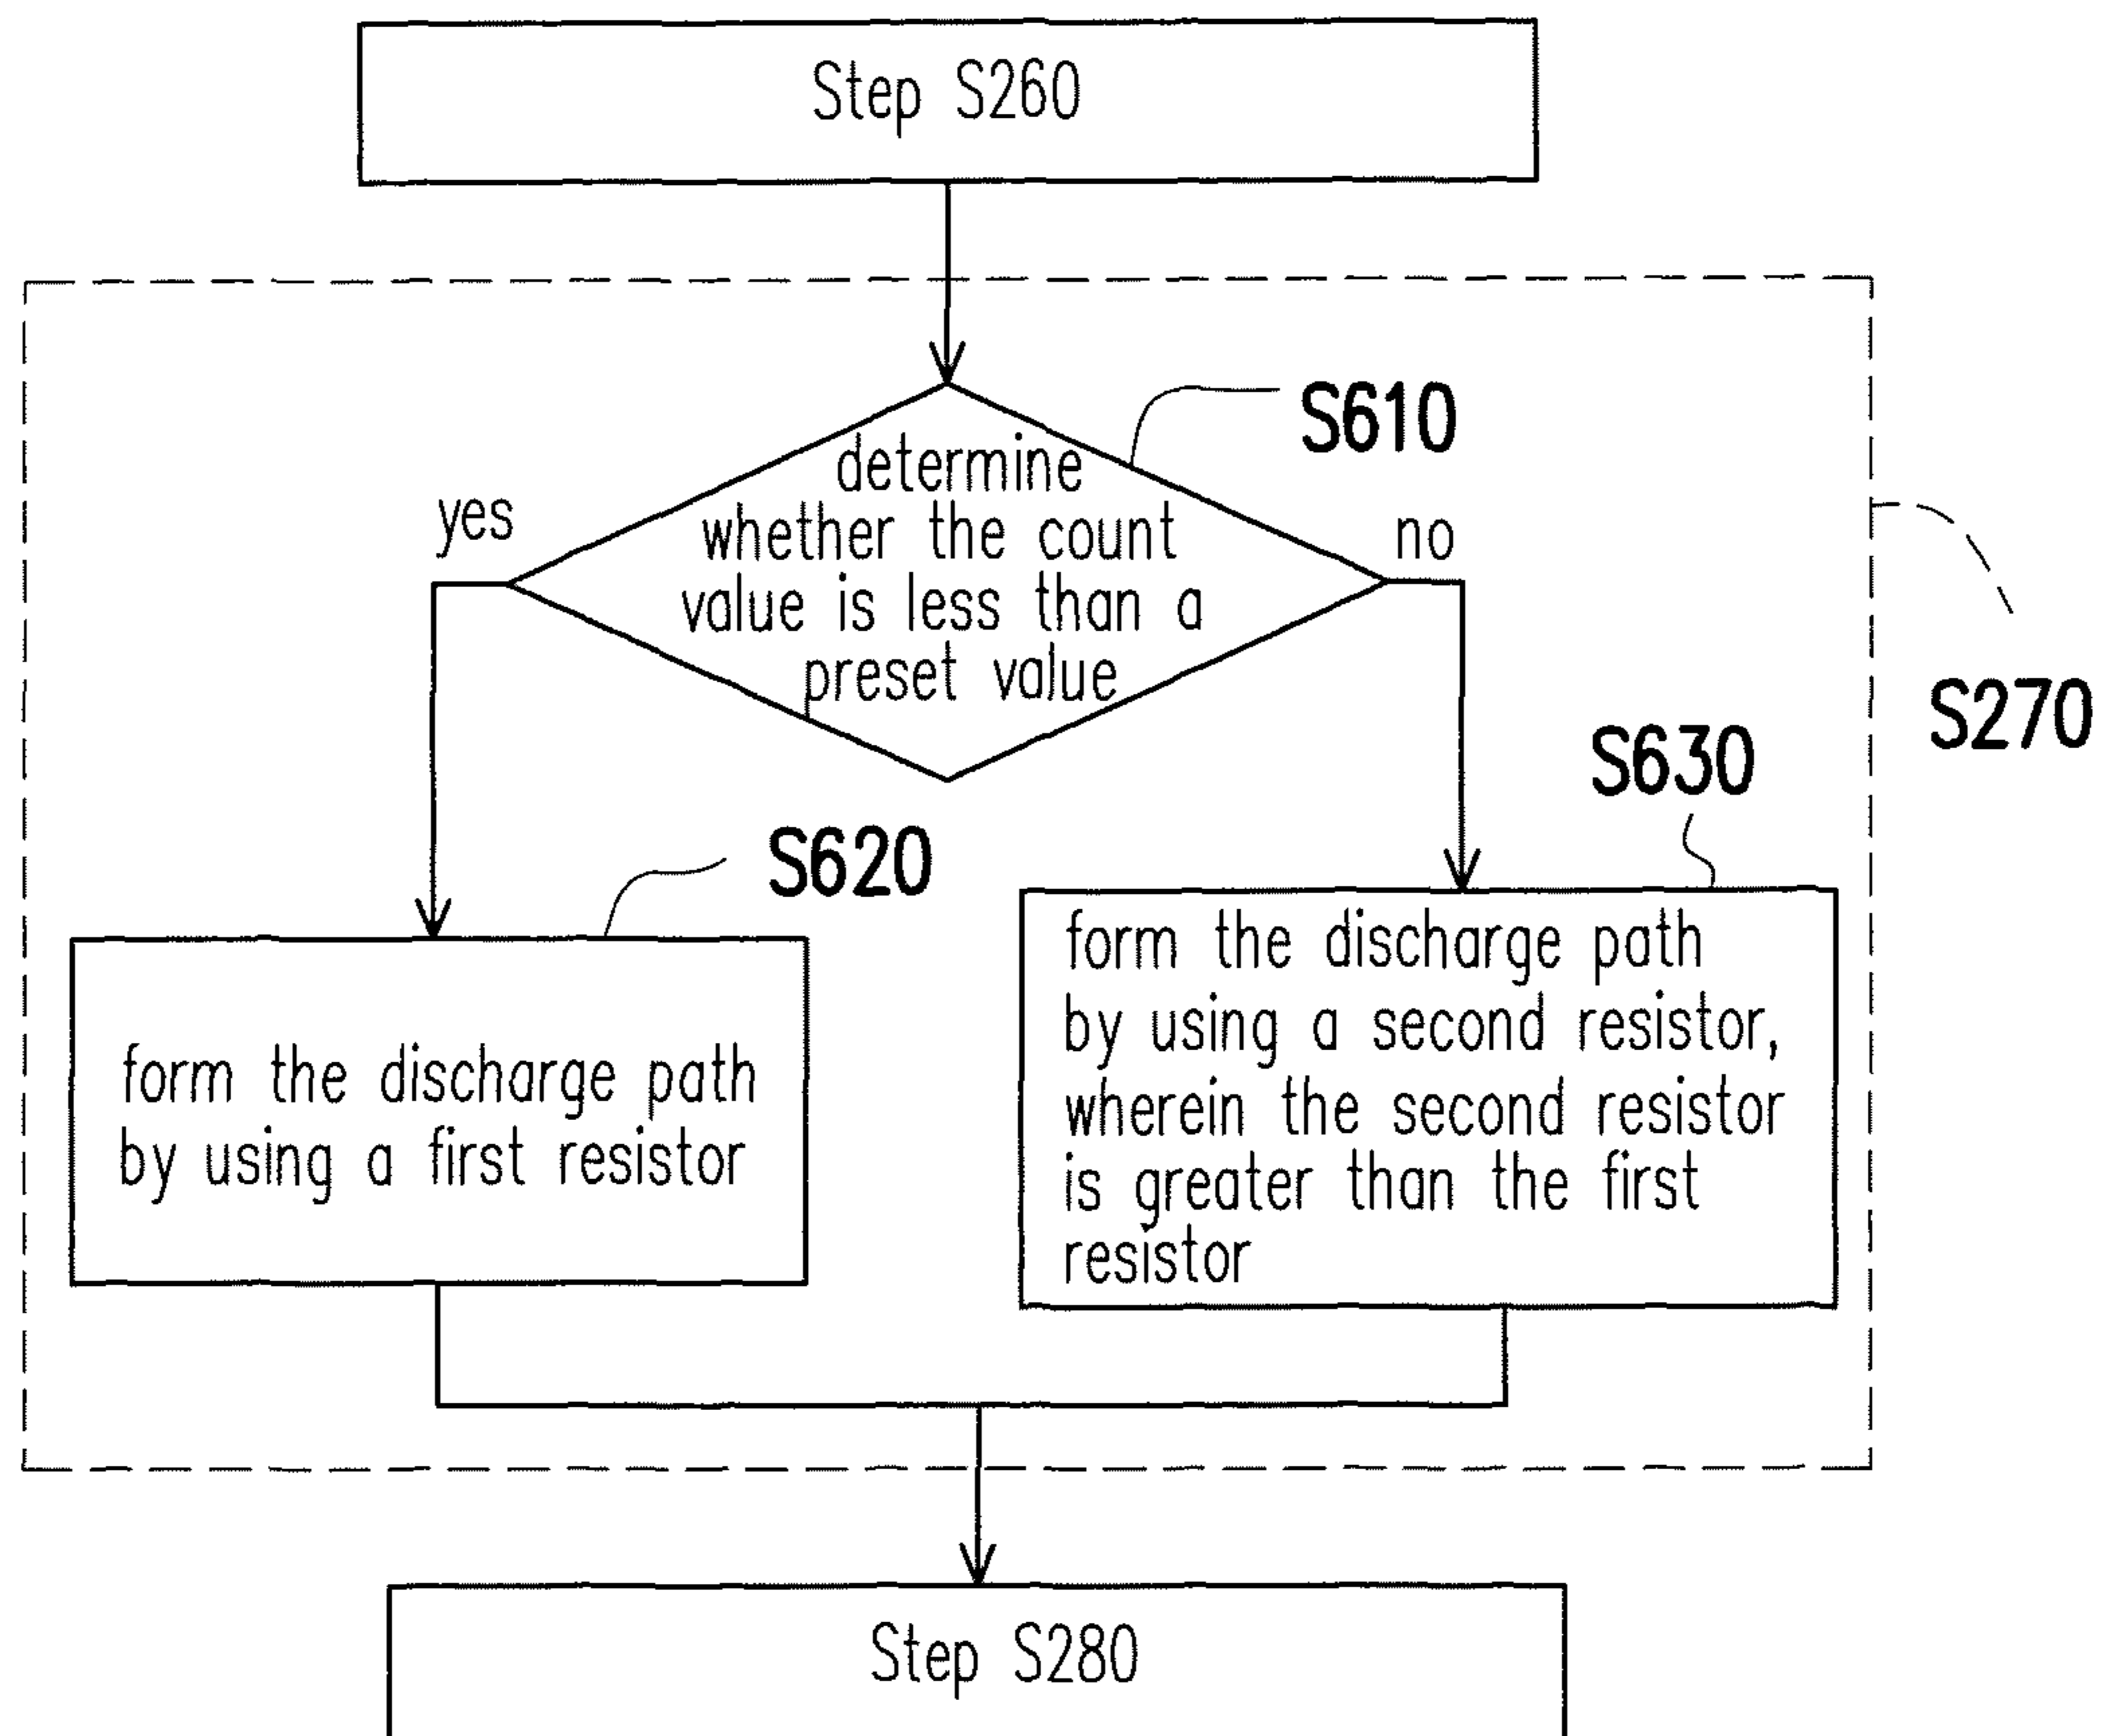 Step S260
S610
determine
whether the count
value is less than a
preset value
yes
no
S270
S620
form the discharge path
by using a first resistor
S630
form the discharge path
by using a second resistor,
wherein the second resistor
is greater than the first
resistor
Step S280